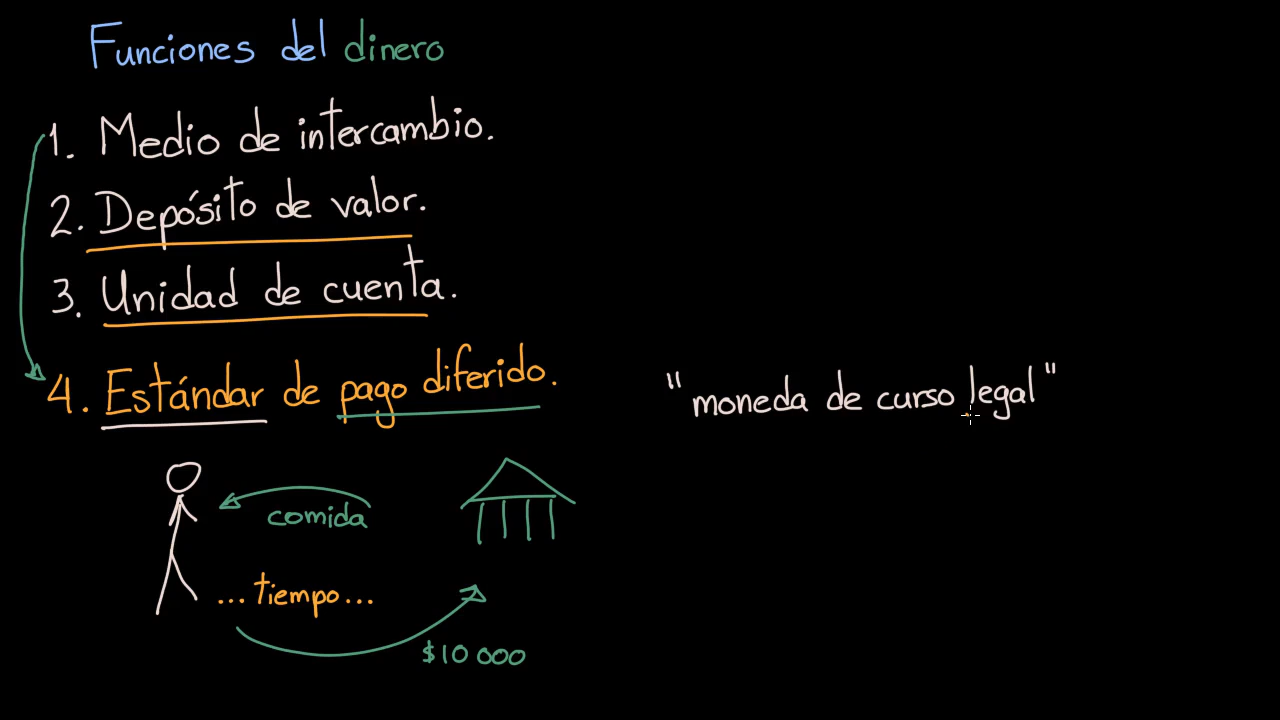 Funciones del dinero
1. Medio de intercambio.
2. Depósito de valor.
3. Unidad de cuenta.
4. Estándar de pago diferido.
"moneda de curso legal"
comida
...tiempo...
$10 000